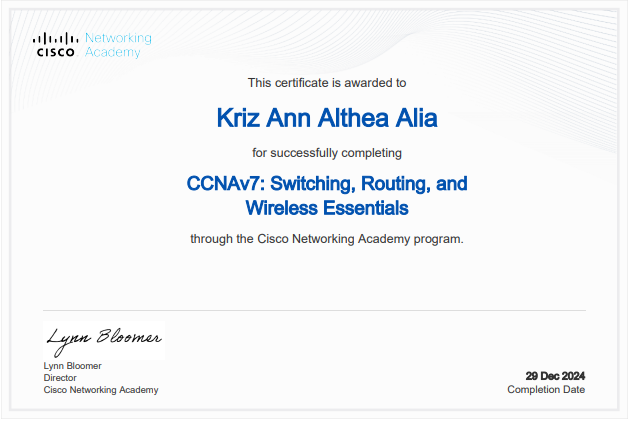 Networking
CISCO Academy
This certificate is awarded to
Kriz Ann Althea Alia
for successfully completing
CCNAv7: Switching, Routing, and
Wireless Essentials
through the Cisco Networking Academy program.
Lynn Bloomer
Lynn Bloomer
Director
Cisco Networking Academy
29 Dec 2024
Completion Date